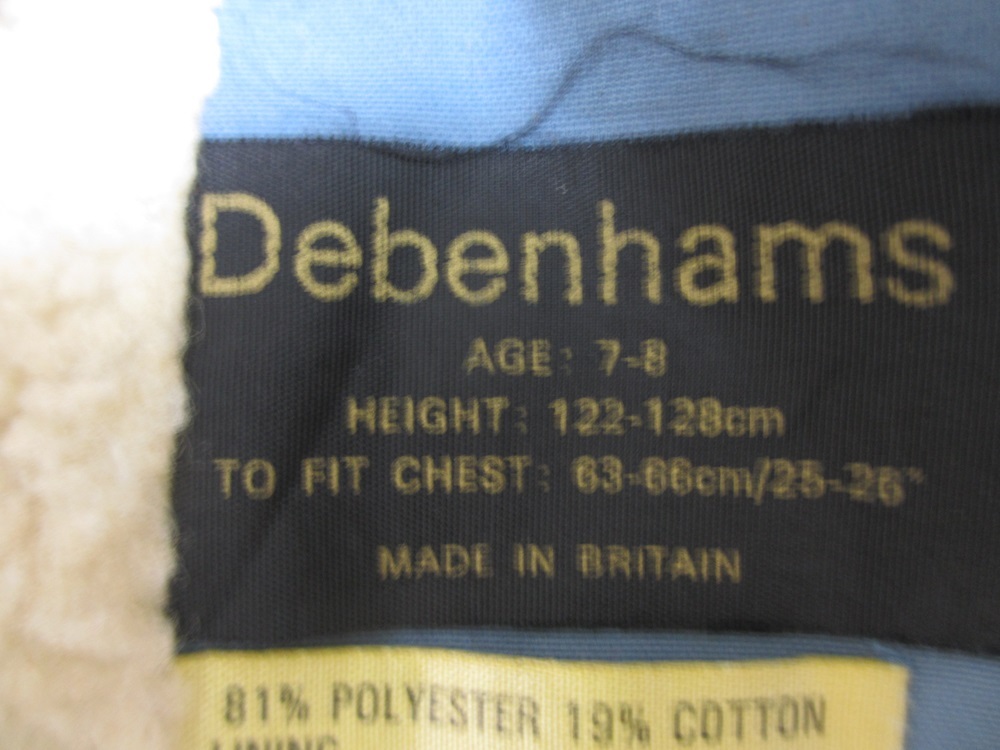 Debenhams
AGE: 7-8
HEIGHT: 122-128cm
TO FIT CHEST: 63-66cm/25-26"
MADE IN BRITAIN
81% POLYESTER 19% COTTON
LINING